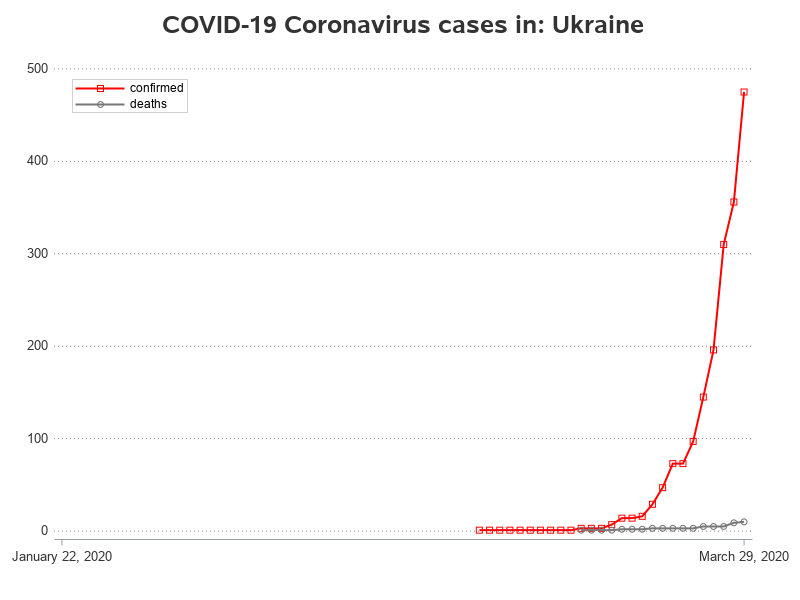 COVID-19 Coronavirus cases in: Ukraine
500
confirmed
deaths
400
300
200
100
0
January 22, 2020
March 29, 2020